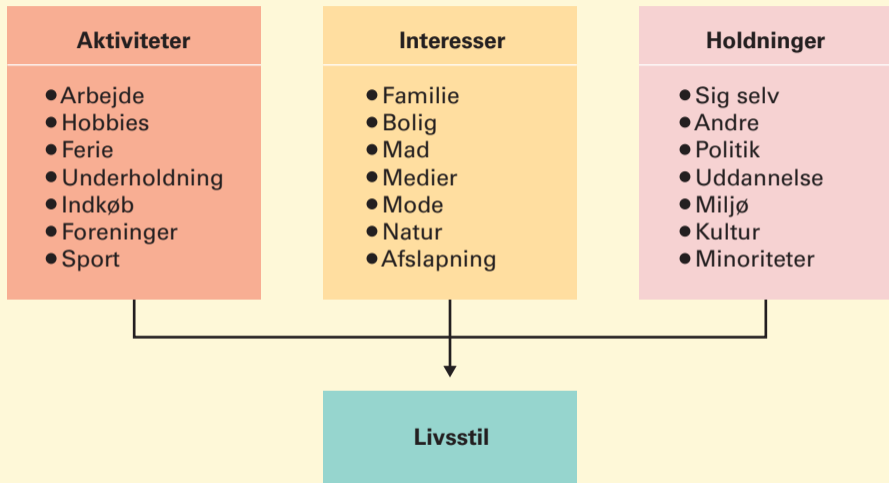 Aktiviteter
• Arbejde
• Hobbies
• Ferie
• Underholdning
• Indkøb
• Foreninger
• Sport
Interesser
• Familie
• Bolig
• Mad
• Medier
• Mode
• Natur
• Afslapning
Holdninger
• Sig selv
• Andre
• Politik
• Uddannelse
• Miljø
• Kultur
• Minoriteter
Livsstil